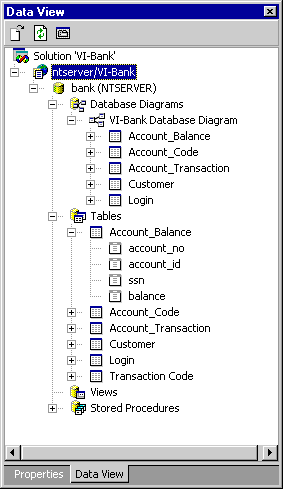 Data View
Solution 'VI-Bank'
ntserver/VI-Bank
bank (NTSERVER)
Database Diagrams
VI-Bank Database Diagram
Account_Balance
Account_Code
Account_Transaction
Customer
Login
Tables
Account_Balance
account_no
account_id
ssn
balance
Account_Code
Account_Transaction
Customer
Login
Transaction Code
Views
Stored Procedures
Properties Data View